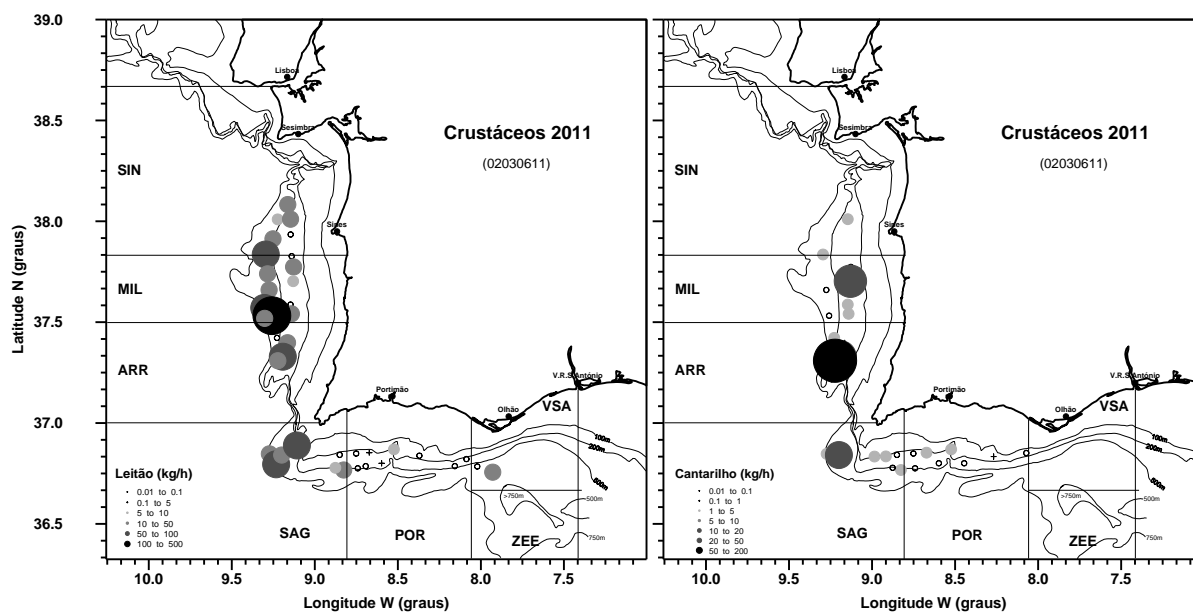 39.0
38.5
38.0
37.5
37.0
36.5
Latitude N (graus)
Lisboa
Sesimbra
Sines
Crustáceos 2011
(02030611)
SIN
MIL
ARR
Portimão
Olhão
V.R.S.António
VSA
100m
200m
500m
>750m
500m
750m
SAG
POR
ZEE
Leitão (kg/h)
0.01 to 0.1
0.1 to 5
5 to 10
10 to 50
50 to 100
100 to 500
10.0 9.5 9.0 8.5 8.0 7.5
Longitude W (graus)
Lisboa
Sesimbra
Sines
Crustáceos 2011
(02030611)
SIN
MIL
ARR
Portimão
Olhão
V.R.S.António
VSA
100m
200m
500m
>750m
500m
750m
SAG
POR
ZEE
Cantarilho (kg/h)
0.01 to 0.1
0.1 to 1
1 to 5
5 to 10
10 to 20
20 to 50
50 to 200
10.0 9.5 9.0 8.5 8.0 7.5
Longitude W (graus)